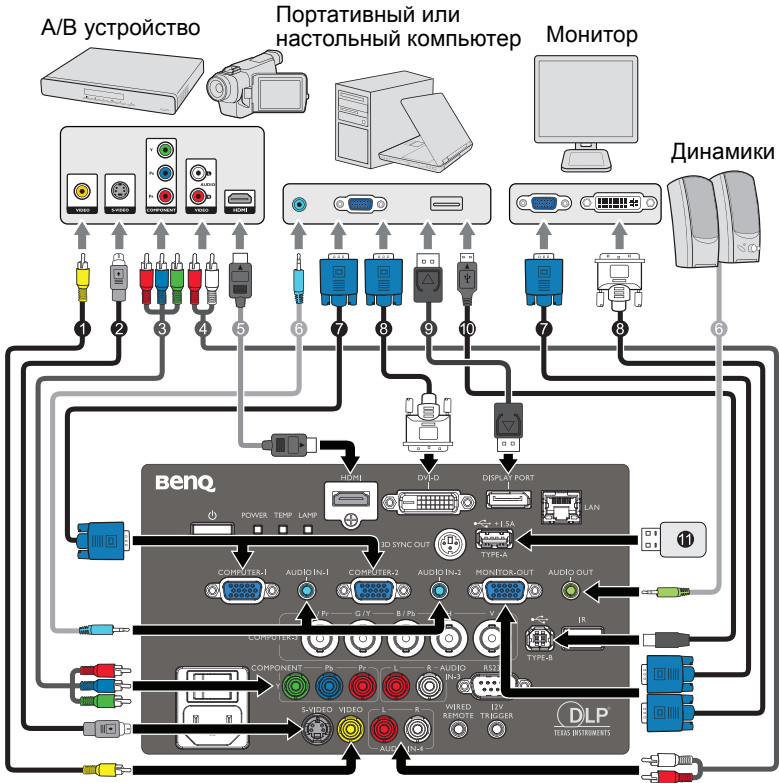 А/В устройство
Портативный или
настольный компьютер
Монитор
Динамики
Y
PB
PR
L
AUDIO
R
VIDEO
S-VIDEO
COMPONENT
VIDEO
HDMI
1
2
3
4
5
6
7
8
9
10
7
8
6
BenQ
HDMI
DVI-D
DISPLAY PORT
LAN
POWER
TEMP
LAMP
3D SYNC OUT
+1.5A
TYPE-A
11
COMPUTER-1
AUDIO IN-1
COMPUTER-2
AUDIO IN-2
MONITOR-OUT
AUDIO OUT
/ Pr
G / Y
B / Pb
H
V
COMPUTER-3
TYPE-B
IR
COMPONENT
Y
Pb
Pr
L
R
AUDIO
IN-3
RS232
S-VIDEO
VIDEO
L
R
AUDIO IN-4
WIRED
REMOTE
12V
TRIGGER
DLP
TEXAS INSTRUMENTS